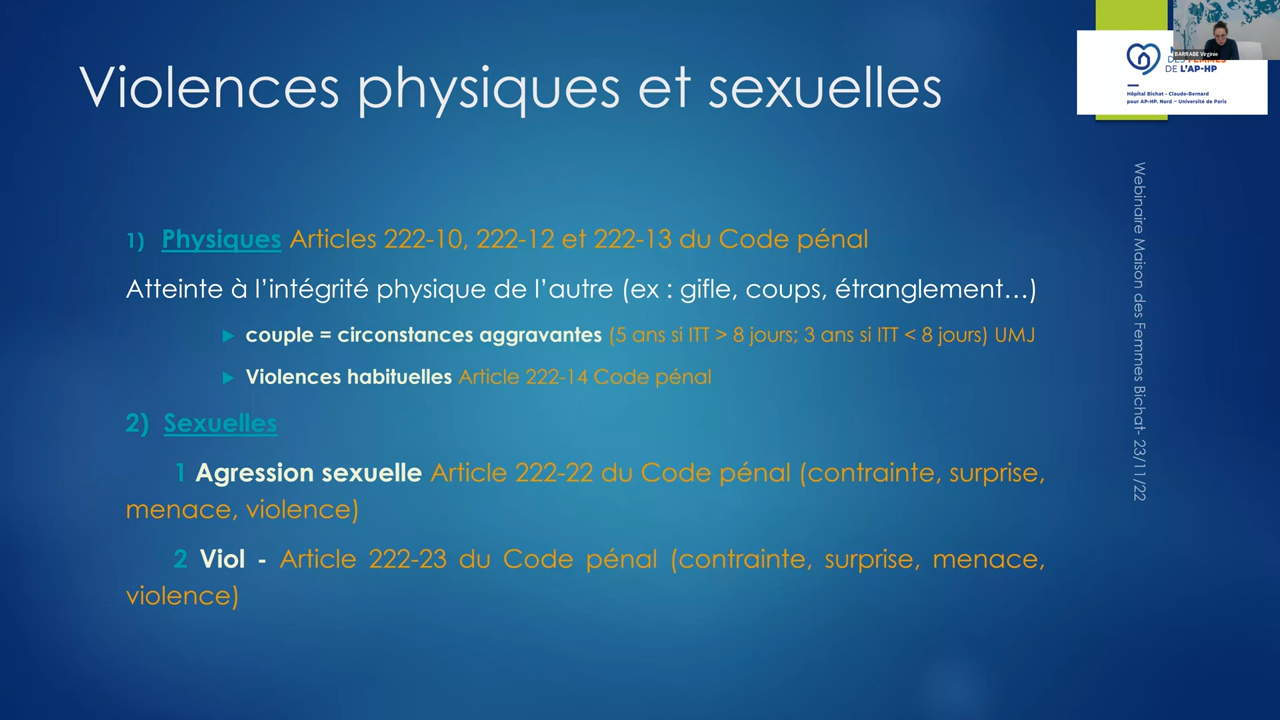 Violences physiques et sexuelles
BARRABE Virginie
DE L'AP-HP
Hôpital Bichat - Claude-Bernard
pour AP-HP. Nord – Université de Paris
1) Physiques Articles 222-10, 222-12 et 222-13 du Code pénal
Atteinte à l’intégrité physique de l’autre (ex : gifle, coups, étranglement…)
couple = circonstances aggravantes (5 ans si ITT > 8 jours; 3 ans si ITT < 8 jours) UMJ
Violences habituelles Article 222-14 Code pénal
2) Sexuelles
1 Agression sexuelle Article 222-22 du Code pénal (contrainte, surprise,
menace, violence)
2 Viol - Article 222-23 du Code pénal (contrainte, surprise, menace,
violence)
Webinaire Maison des Femmes Bichat- 23/11/22